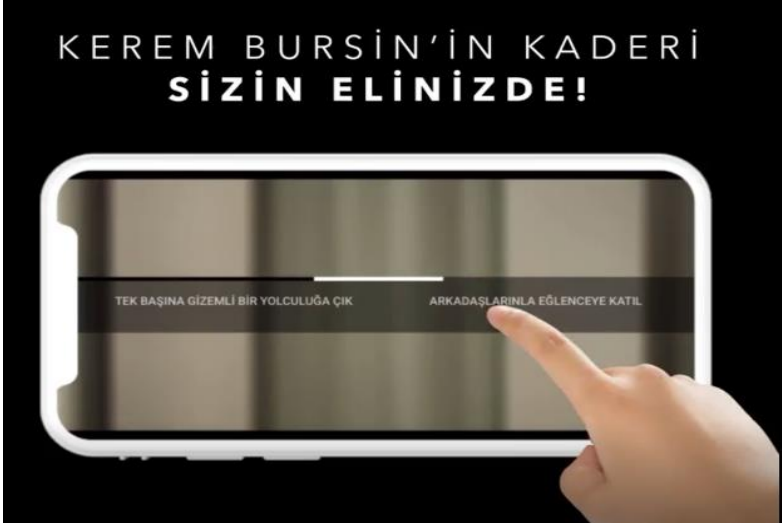 KEREM BURSİN'İN KADERİ
SİZİN ELİNİZDE!
TEK BAŞINA GİZEMLİ BİR YOLCULUĞA ÇIK
ARKADAŞLARINLA EĞLENCEYE KATIL